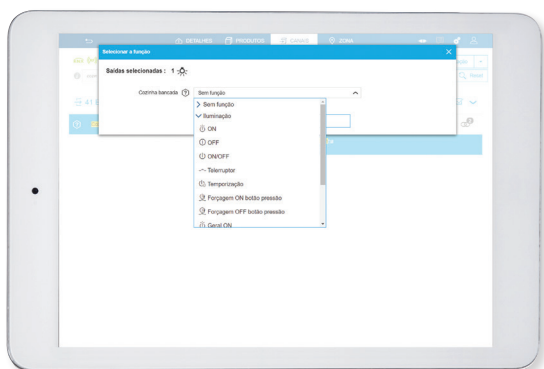 DETALHES PRODUTOS CANAIS ZONA
Selecionar a função
Saídas selecionadas : 1
Cozinha bancada Sem função
Sem função
Iluminação
ON
OFF
ON/OFF
Telerruptor
Temporização
Forçagem ON botão pressão
Forçagem OFF botão pressão
Geral ON